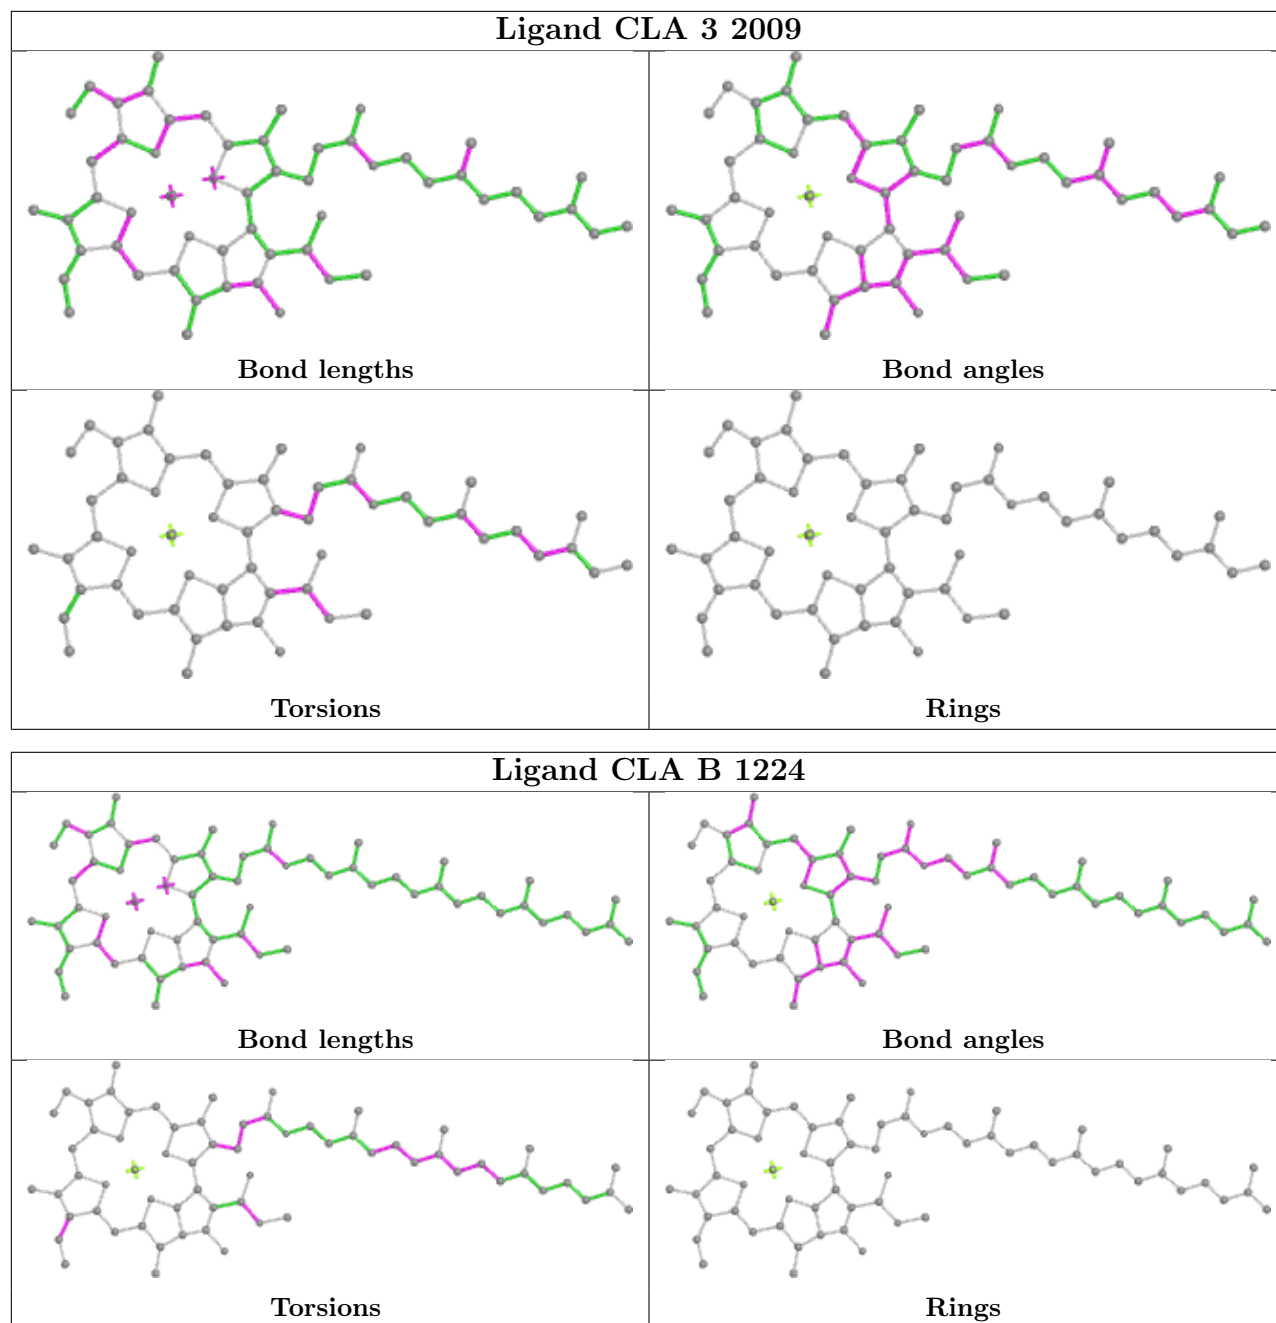 Ligand CLA 3 2009
Bond lengths
Bond angles
Torsions
Rings
Ligand CLA B 1224
Bond lengths
Bond angles
Torsions
Rings